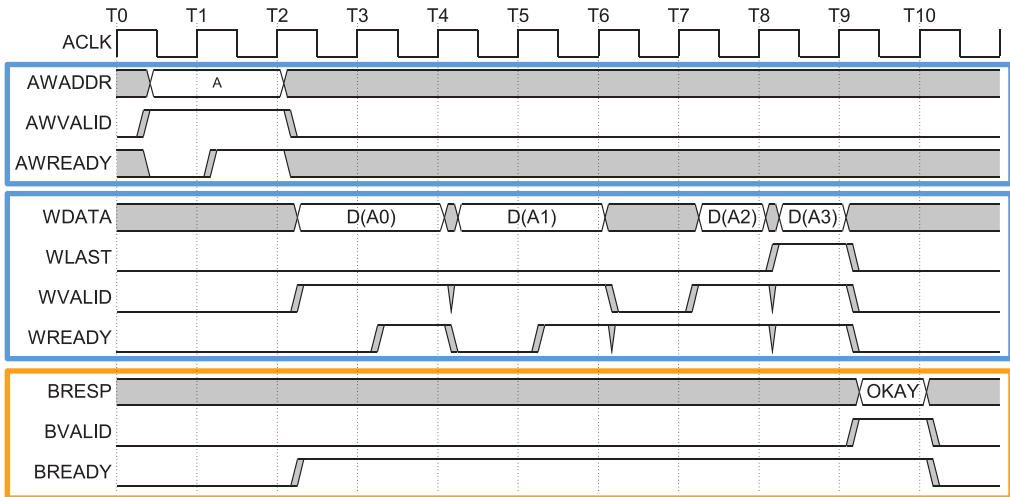 T0 T1 T2 T3 T4 T5 T6 T7 T8 T9 T10
ACLK
AWADDR A
AWVALID
AWREADY
WDATA D(A0) D(A1) D(A2) D(A3)
WLAST
WVALID
WREADY
BRESP OKAY
BVALID
BREADY